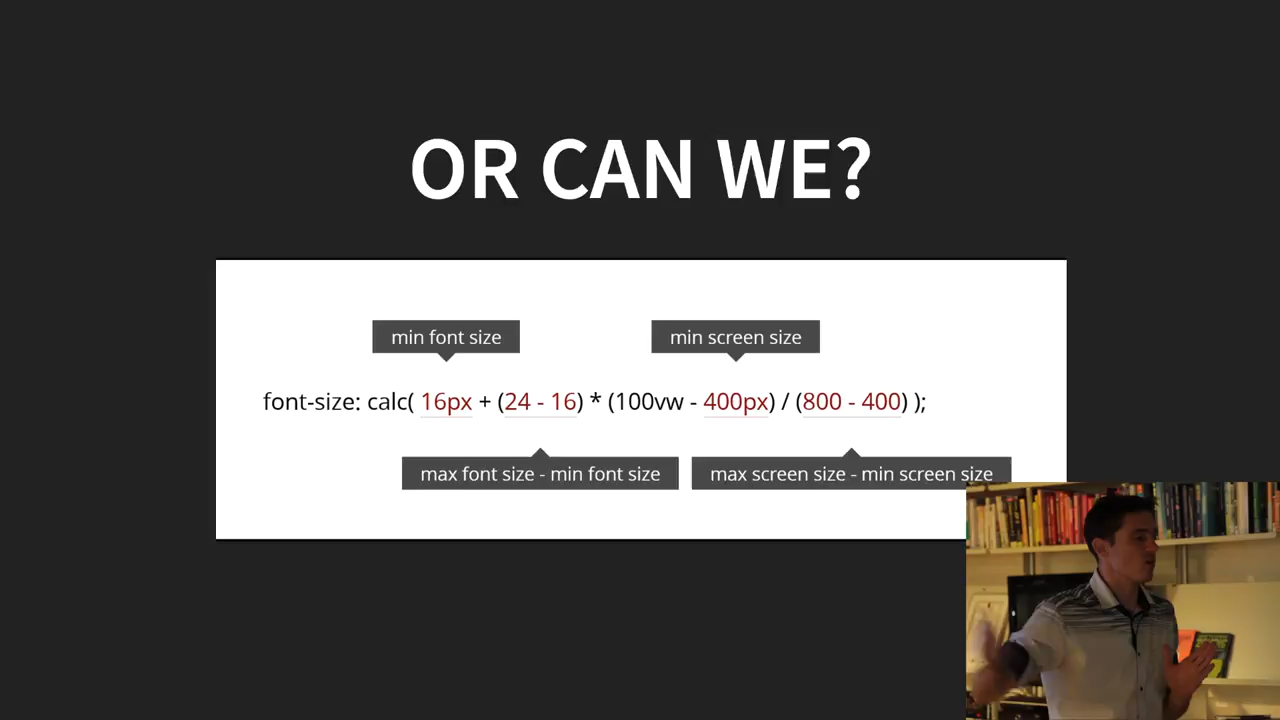 OR CAN WE?
min font size
min screen size
font-size: calc( 16px + (24 - 16) * (100vw - 400px) / (800 - 400) );
max font size - min font size
max screen size - min screen size